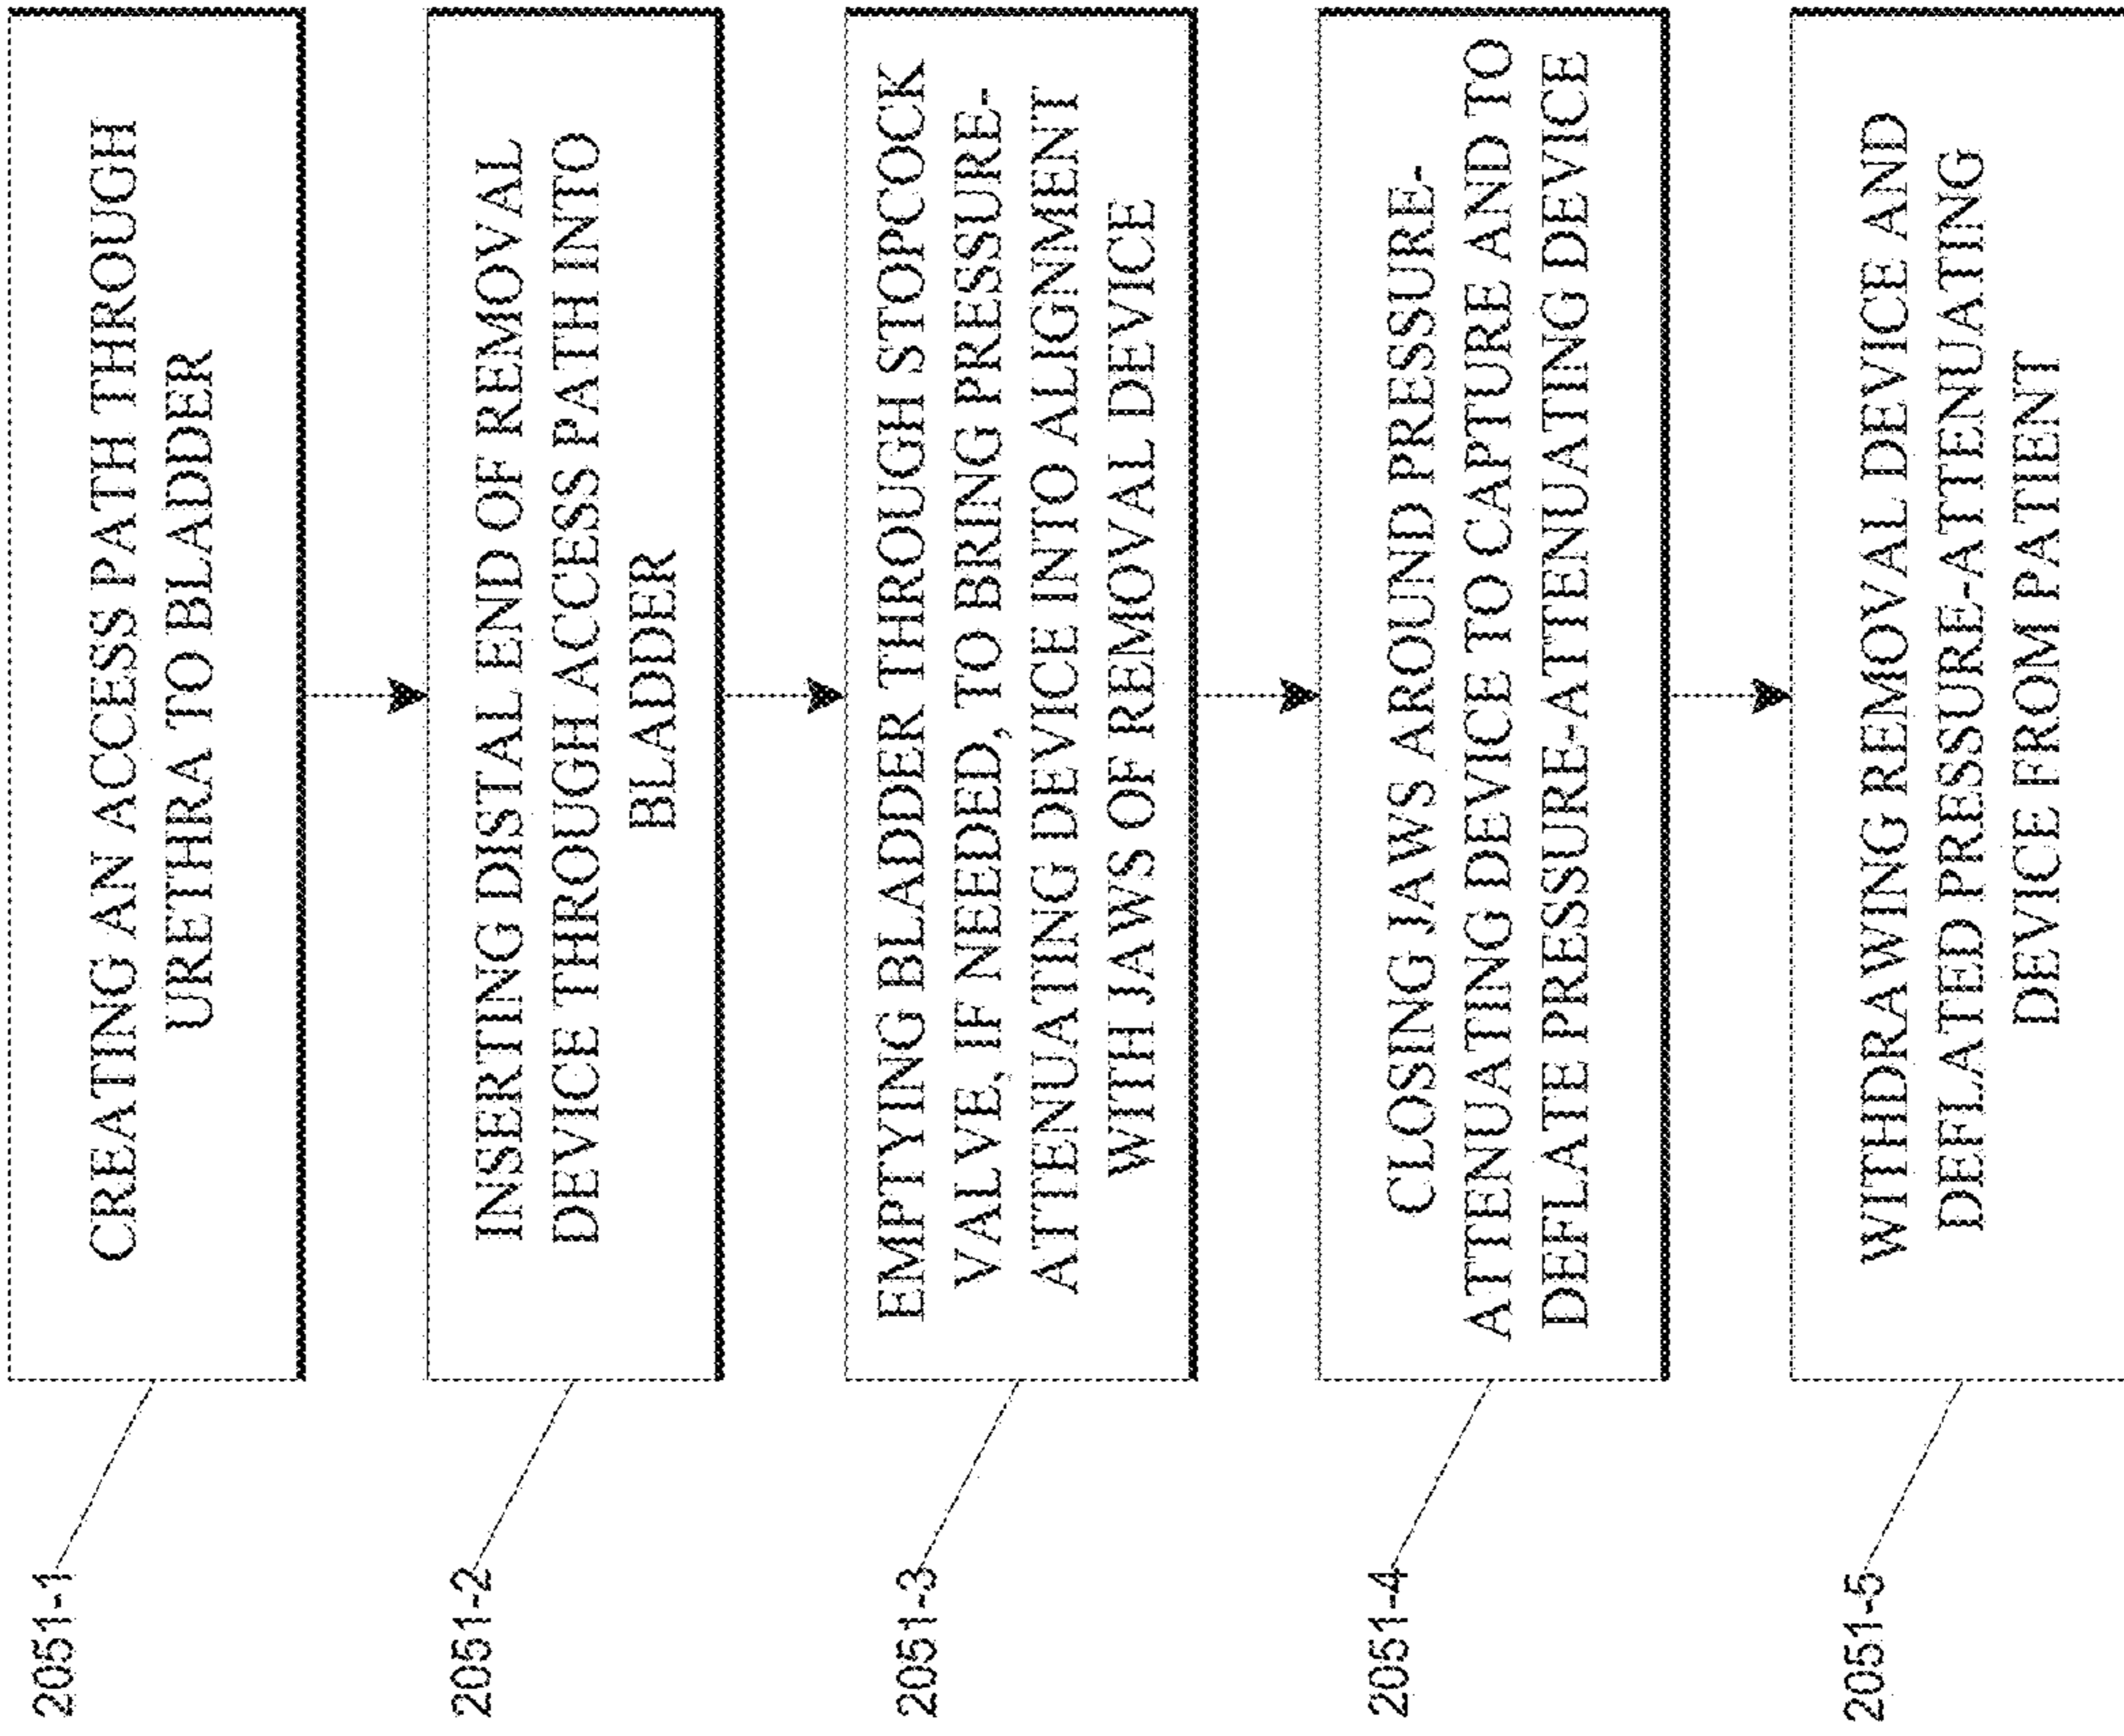 2051-1
CREATING AN ACCESS PATH THROUGH
URETHRA TO BLADDER
2051-2
INSERTING DISTAL END OF REMOVAL
DEVICE THROUGH ACCESS PATH INTO
BLADDER
2051-3
EMPTYING BLADDER THROUGH STOPCOCK
VALVE, IF NEEDED, TO BRING PRESSURE-
ATTENUATING DEVICE INTO ALIGNMENT
WITH JAWS OF REMOVAL DEVICE
2051-4
CLOSING JAWS AROUND PRESSURE-
ATTENUATING DEVICE TO CAPTURE AND TO
DEFLATE PRESSURE-ATTENUATING DEVICE
2051-5
WITHDRAWING REMOVAL DEVICE AND
DEFLATED PRESSURE-ATTENUATING
DEVICE FROM PATIENT